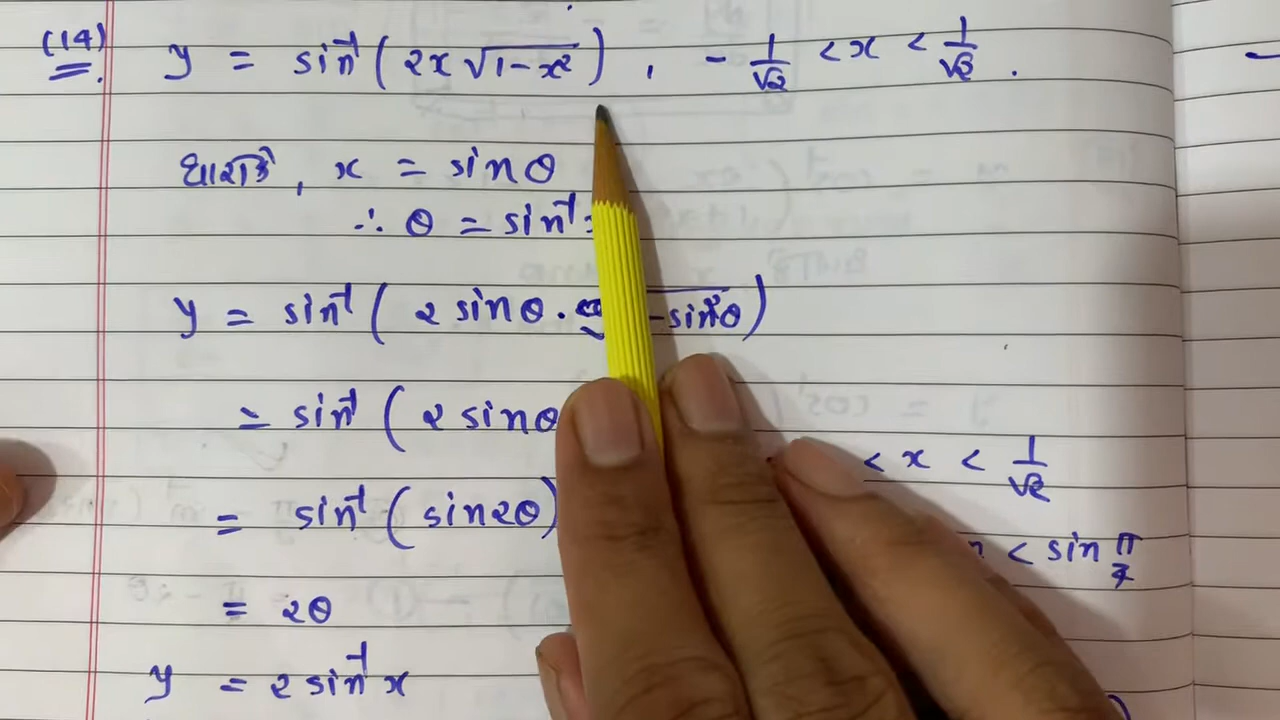 (14) y = sin⁻¹(2x √1-x²) , - 1/√2 < x < 1/√2 .
ધારોકે, x = sinθ
∴ θ = sin⁻¹
y = sin⁻¹( 2 sinθ . -sin²θ )
= sin⁻¹( 2 sinθ
< x < 1/√2
= sin⁻¹( sin2θ)
< sin π/4
= 2θ
y = 2 sin⁻¹ x